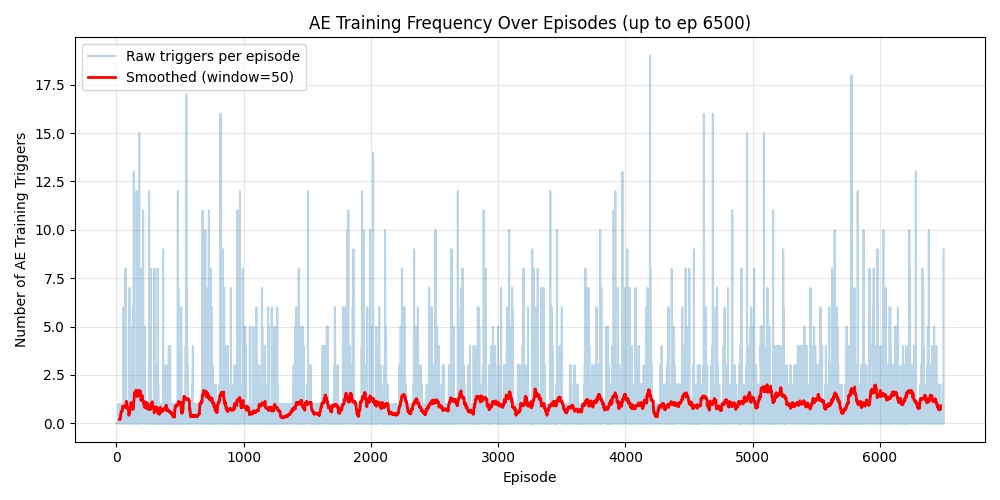 AE Training Frequency Over Episodes (up to ep 6500)
Raw triggers per episode
Smoothed (window=50)
Number of AE Training Triggers
17.5
15.0
12.5
10.0
7.5
5.0
2.5
0.0
0 1000 2000 3000 4000 5000 6000
Episode